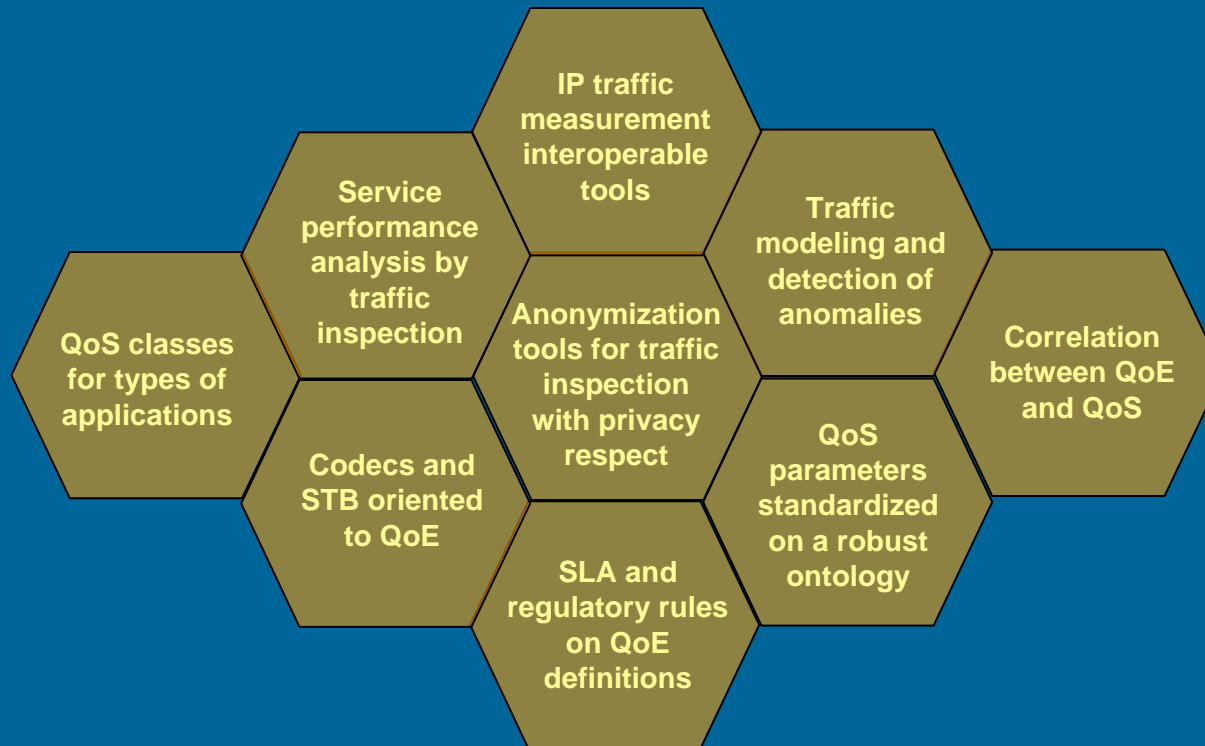 IP traffic
measurement
interoperable
tools
Service
performance
analysis by
traffic
inspection
Traffic
modeling and
detection of
anomalies
QoS classes
for types of
applications
Anonymization
tools for traffic
inspection
with privacy
respect
Correlation
between QoE
and QoS
Codecs and
STB oriented
to QoE
QoS
parameters
standardized
on a robust
ontology
SLA and
regulatory rules
on QoE
definitions